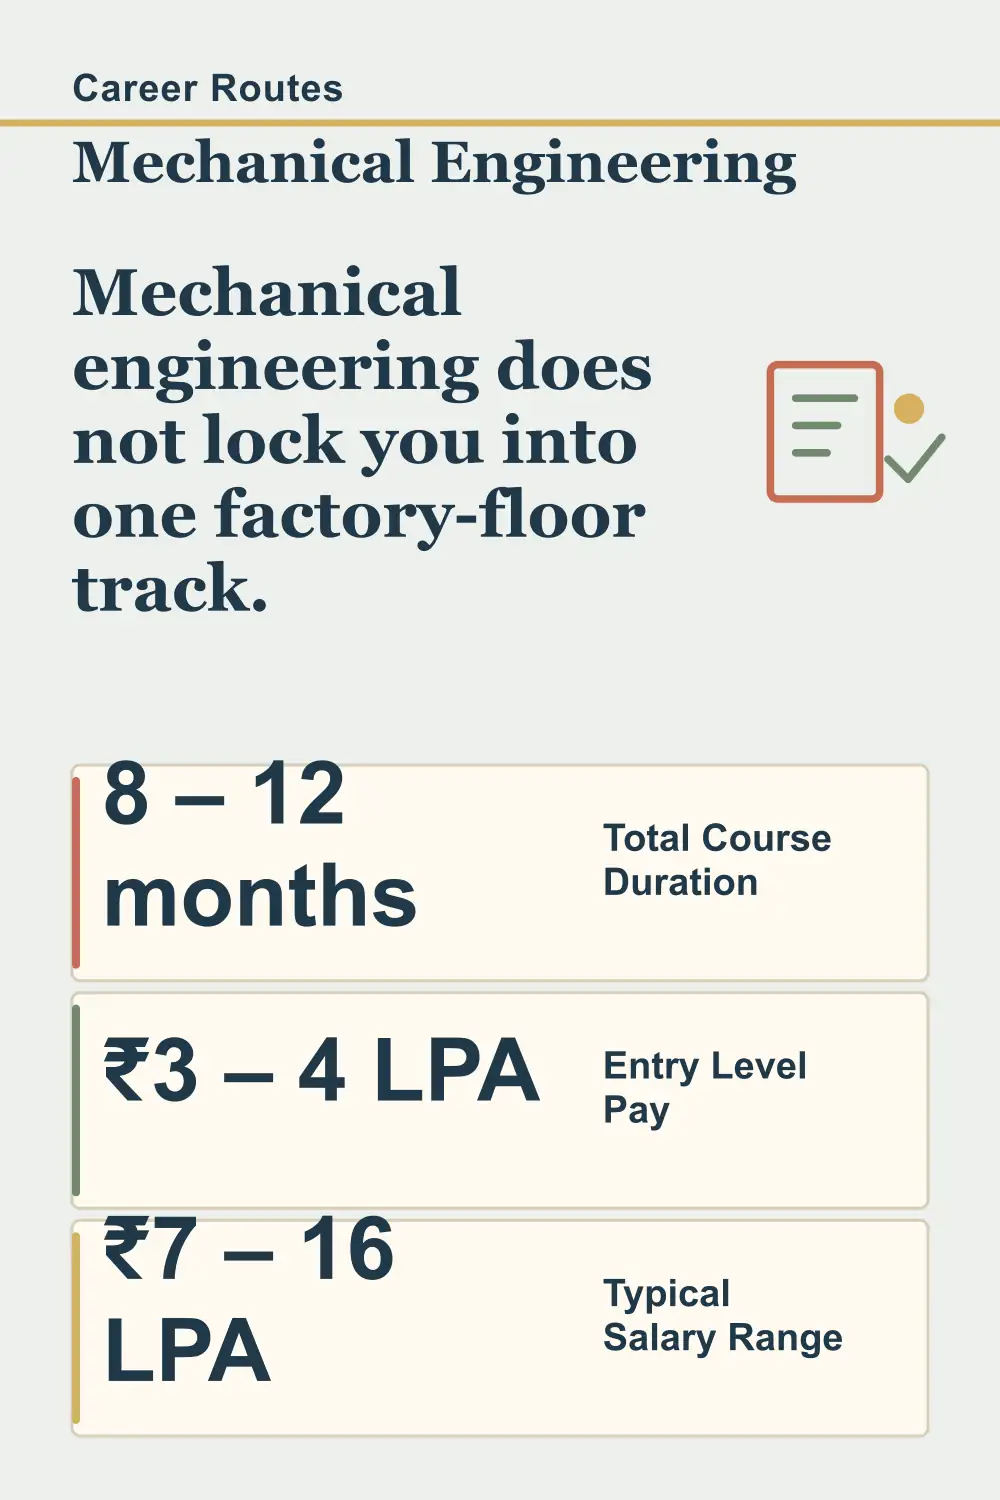 Career Routes
Mechanical Engineering
Mechanical
engineering does
not lock you into
one factory-floor
track.
8 – 12
months
Total Course
Duration
₹3 – 4 LPA
Entry Level
Pay
₹7 – 16
LPA
Typical
Salary Range